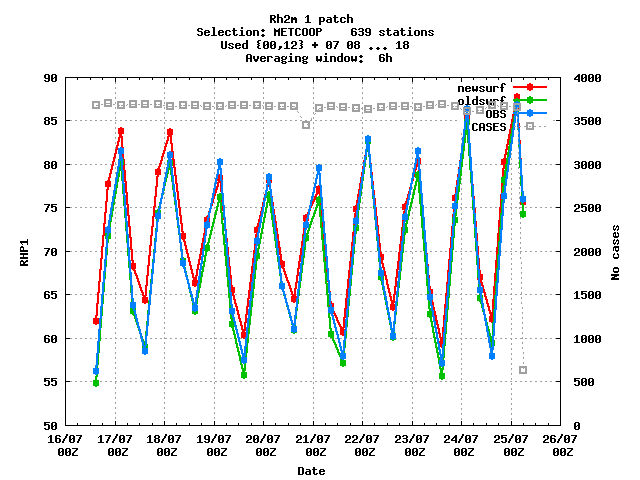 Rh2m 1 patch
Selection: METCOOP 639 stations
Used {00,12} + 07 08 ... 18
Averaging window: 6h
90 4000
newsurf
oldsurf
OBS
CASES
85 3500
80 3000
75 2500
70 2000
65 1500
60 1000
55 500
50 0
RHP1
No cases
16/07 17/07 18/07 19/07 20/07 21/07 22/07 23/07 24/07 25/07 26/07
00Z 00Z 00Z 00Z 00Z 00Z 00Z 00Z 00Z 00Z 00Z
Date